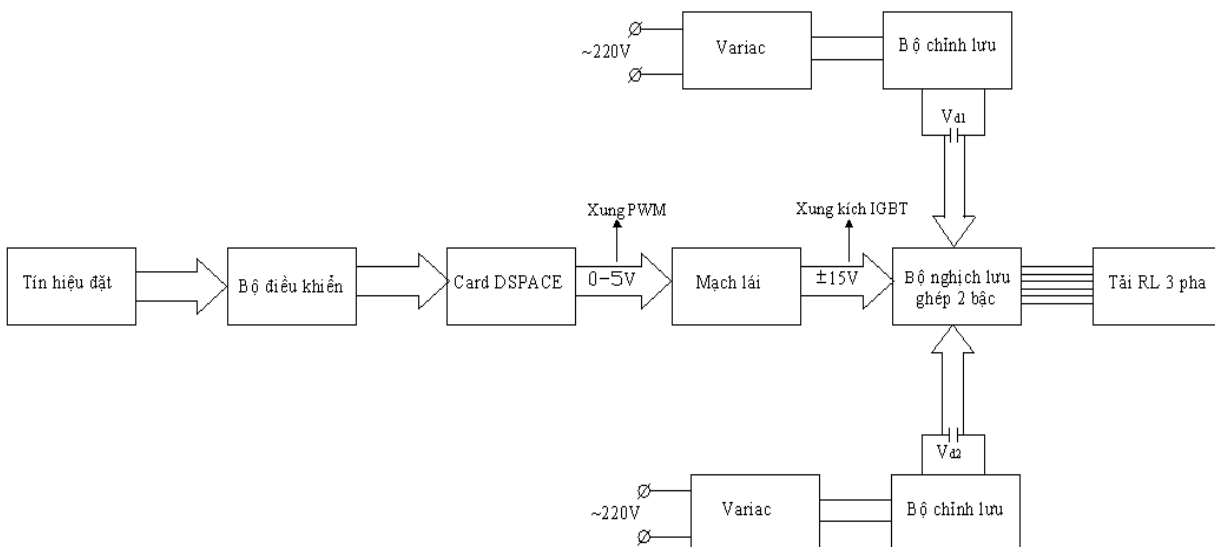 ~220V
Variac
Bộ chỉnh lưu
Vd1
Xung PWM
Xung kích IGBT
Tín hiệu đặt
Bộ điều khiển
Card DSPACE
0-5V
Mạch lái
±15V
Bộ nghịch lưu
ghép 2 bậc
Tải RL 3 pha
Vd2
~220V
Variac
Bộ chỉnh lưu